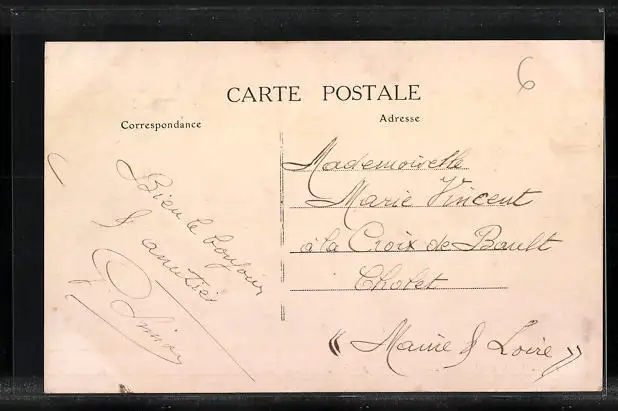 6
CARTE POSTALE
Correspondance
Adresse
Bien le bonjour
& amitiés
Mademoiselle
Marie Vincent
à la Croix de Bault
Cholet
« Maine & Loire »